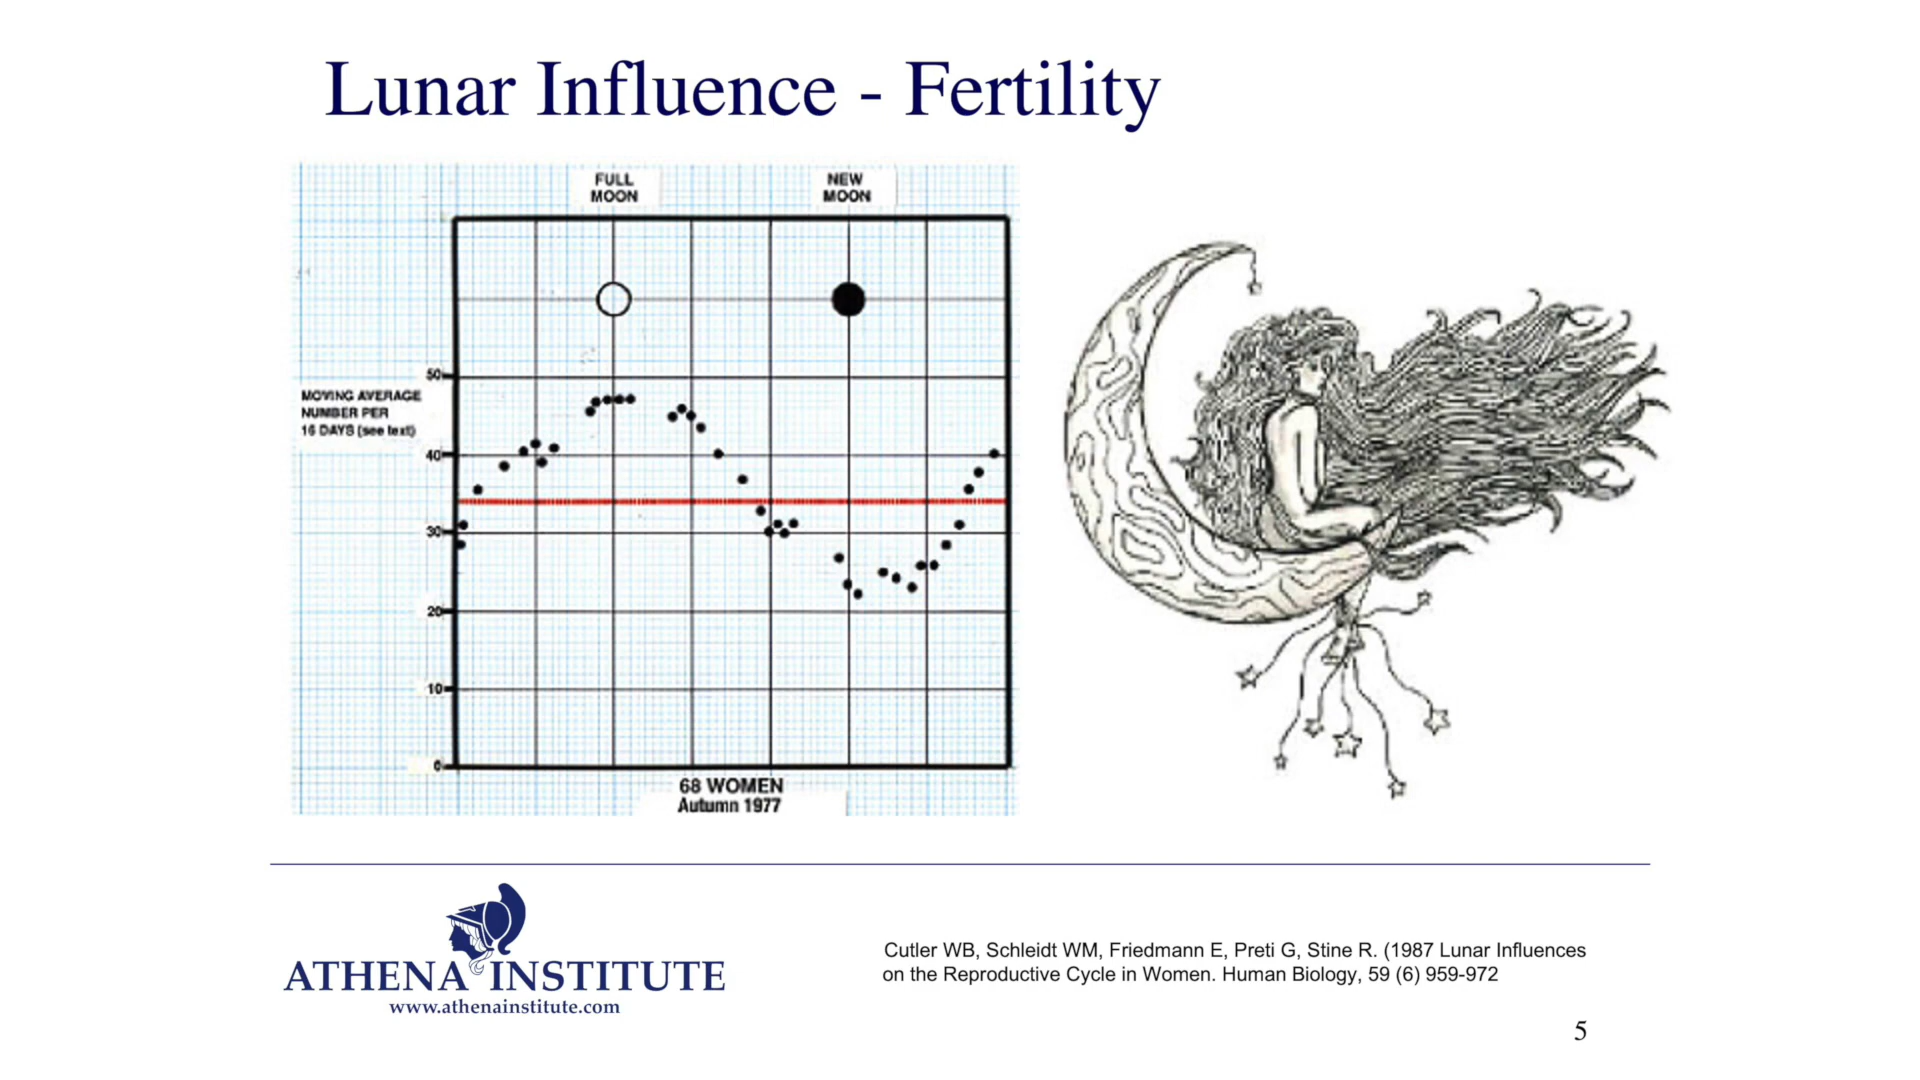 Lunar Influence - Fertility
FULL
MOON
NEW
MOON
50
MOVING AVERAGE
NUMBER PER
16 DAYS (see text)
40
30
20
10
0
68 WOMEN
Autumn 1977
ATHENA INSTITUTE
www.athenainstitute.com
Cutler WB, Schleidt WM, Friedmann E, Preti G, Stine R. (1987 Lunar Influences
on the Reproductive Cycle in Women. Human Biology, 59 (6) 959-972
5